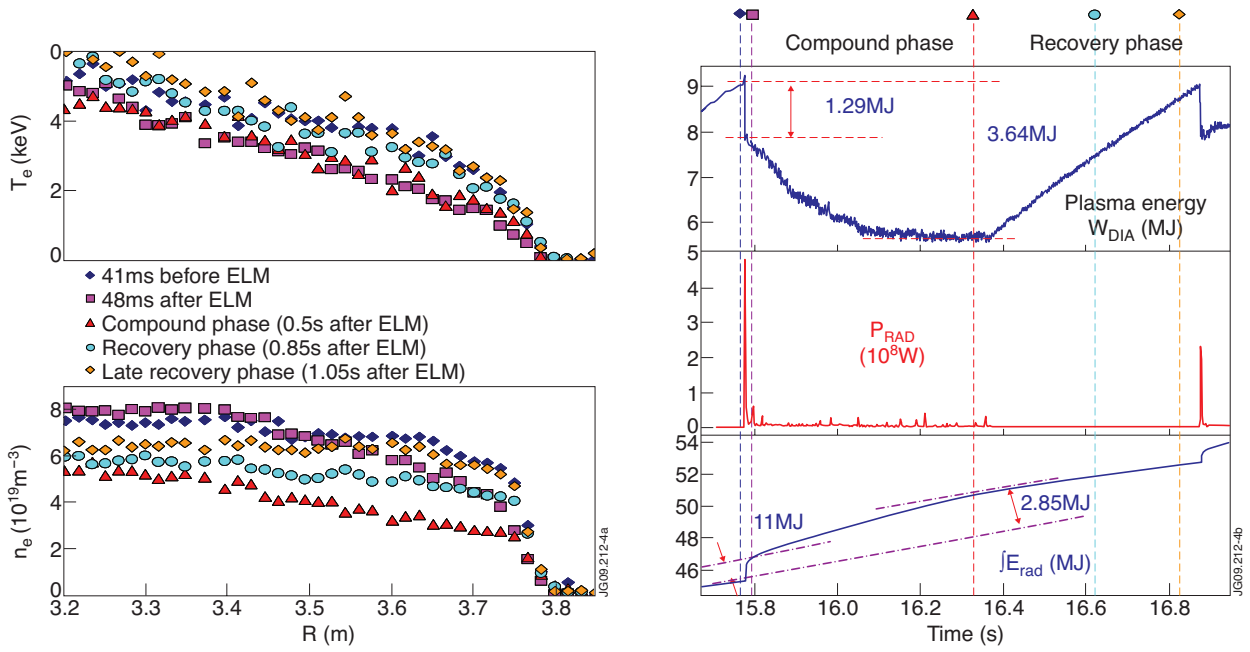 0
6
4
2
0
T_e (keV)
41ms before ELM
48ms after ELM
Compound phase (0.5s after ELM)
Recovery phase (0.85s after ELM)
Late recovery phase (1.05s after ELM)
8
6
4
2
0
n_e (10^19m^−3)
3.2 3.3 3.4 3.5 3.6 3.7 3.8
R (m)
JG09.212-4a
Compound phase Recovery phase
9
8
7
6
5
1.29MJ
3.64MJ
Plasma energy
W_DIA (MJ)
4
3
2
1
0
P_RAD
(10^8W)
54
52
50
48
46
11MJ
2.85MJ
∫E_rad (MJ)
15.8 16.0 16.2 16.4 16.6 16.8
Time (s)
JG09.212-4b